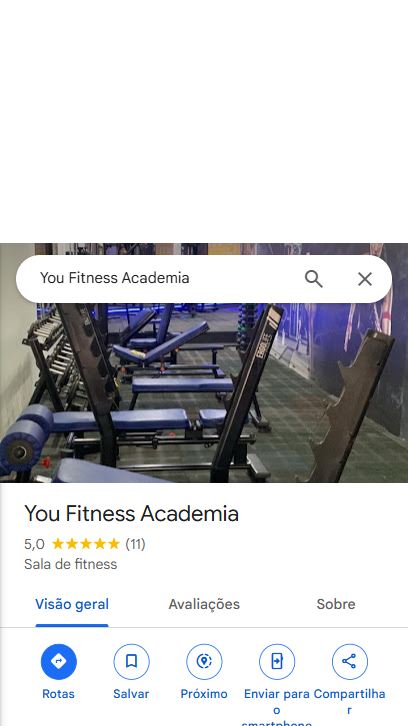 You Fitness Academia
You Fitness Academia
5,0 (11)
Sala de fitness
Visão geral Avaliações Sobre
Rotas Salvar Próximo Enviar para o smartphone Compartilhar